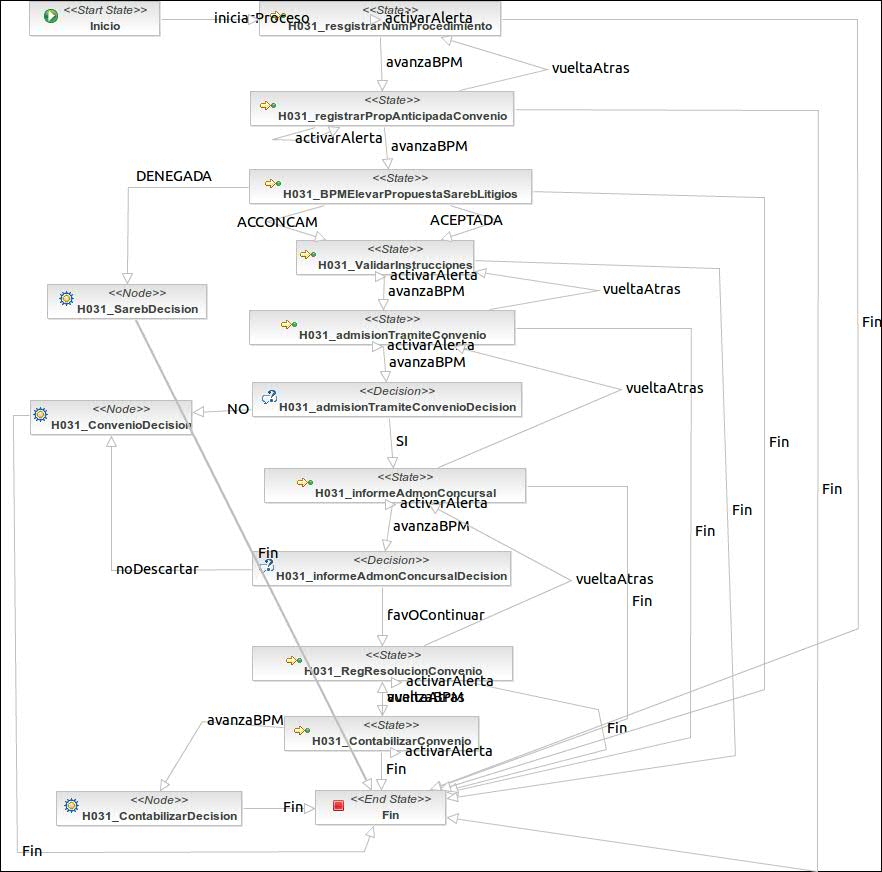 <<Start State>>
Inicio
iniciarProceso
<<State>>
activarAlerta
H031_resgistrarNumProcedimiento
avanzaBPM
vueltaAtras
<<State>>
H031_registrarPropAnticipadaConvenio
activarAlerta
avanzaBPM
DENEGADA
<<State>>
H031_BPMElevarPropuestaSarebLitigios
ACCONCAM
ACEPTADA
<<State>>
H031_ValidarInstrucciones
activarAlerta
avanzaBPM
vueltaAtras
<<Node>>
H031_SarebDecision
<<State>>
H031_admisionTramiteConvenio
activarAlerta
avanzaBPM
Fin
vueltaAtras
<<Decision>>
H031_admisionTramiteConvenioDecision
<<Node>>
H031_ConvenioDecision
NO
SI
Fin
<<State>>
H031_informeAdmonConcursal
activarAlerta
avanzaBPM
Fin
Fin
Fin
Fin
<<Decision>>
H031_informeAdmonConcursalDecision
noDescartar
vueltaAtras
Fin
favOContinuar
<<State>>
H031_RegResolucionConvenio
activarAlerta
vueltaAtras
avanzaBPM
avanzaBPM
<<State>>
H031_ContabilizarConvenio
activarAlerta
Fin
Fin
<<Node>>
H031_ContabilizarDecision
Fin
<<End State>>
Fin
Fin